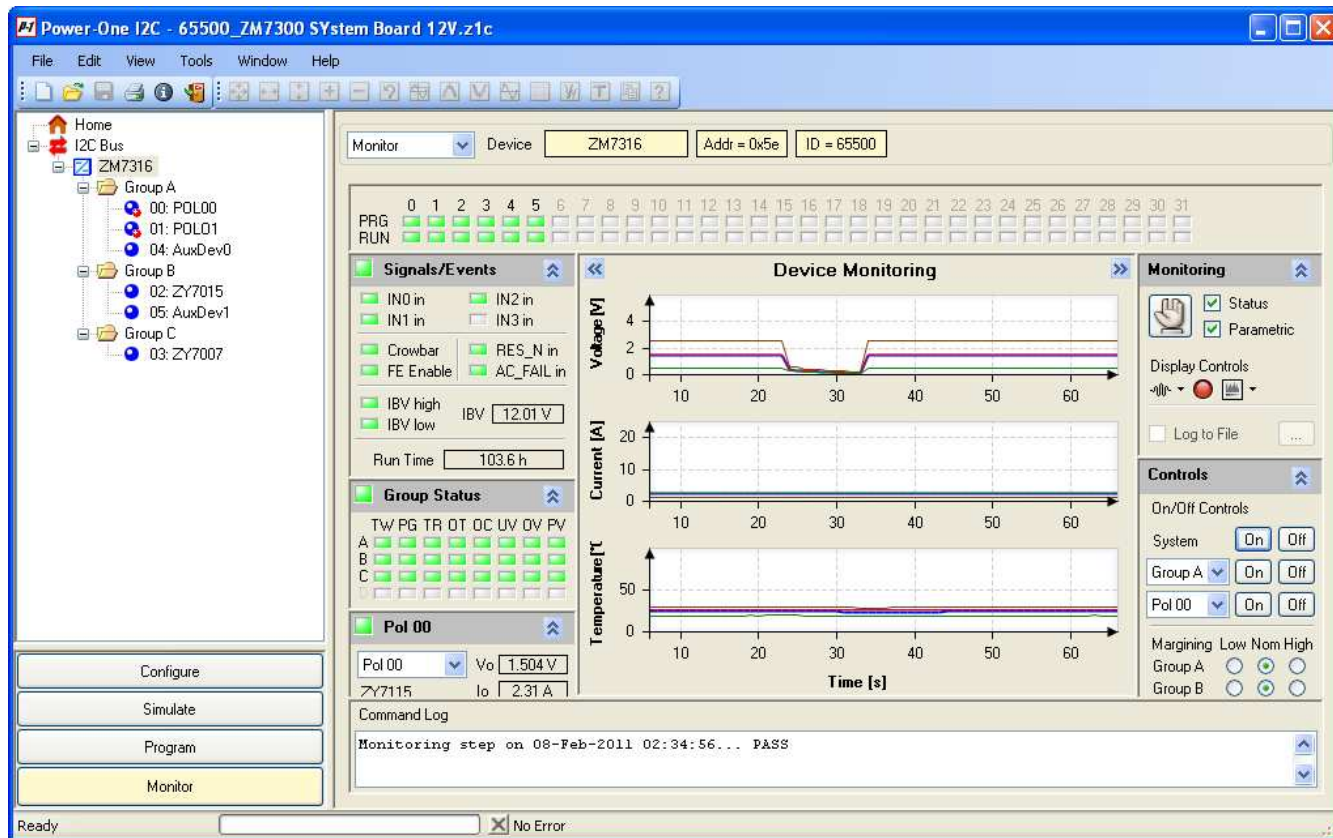 Power-One I2C - 65500_ZM7300 SYstem Board 12V.z1c
File Edit View Tools Window Help
Home
I2C Bus
ZM7316
Group A
00: POL00
01: POL01
04: AuxDev0
Group B
02: ZY7015
05: AuxDev1
Group C
03: ZY7007
Configure
Simulate
Program
Monitor
Monitor Device ZM7316 Addr = 0x5e ID = 65500
0 1 2 3 4 5 6 7 8 9 10 11 12 13 14 15 16 17 18 19 20 21 22 23 24 25 26 27 28 29 30 31
PRG
RUN
Signals/Events
IN0 in IN2 in
IN1 in IN3 in
Crowbar RES_N in
FE Enable AC_FAIL in
IBV high
IBV 12.01 V
IBV low
Run Time 103.6 h
Group Status
TW PG TR OT OC UV OV PV
A
B
C
D
Pol 00
Pol 00 Vo 1.504 V
ZY7115 Io 2.31 A
Device Monitoring
Voltage [V]
4
2
0
10 20 30 40 50 60
Current [A]
20
10
0
10 20 30 40 50 60
Temperature [°C
50
0
10 20 30 40 50 60
Time [s]
Monitoring
Status
Parametric
Display Controls
Log to File ...
Controls
On/Off Controls
System On Off
Group A On Off
Pol 00 On Off
Margining Low Nom High
Group A
Group B
Command Log
Monitoring step on 08-Feb-2011 02:34:56... PASS
Ready No Error